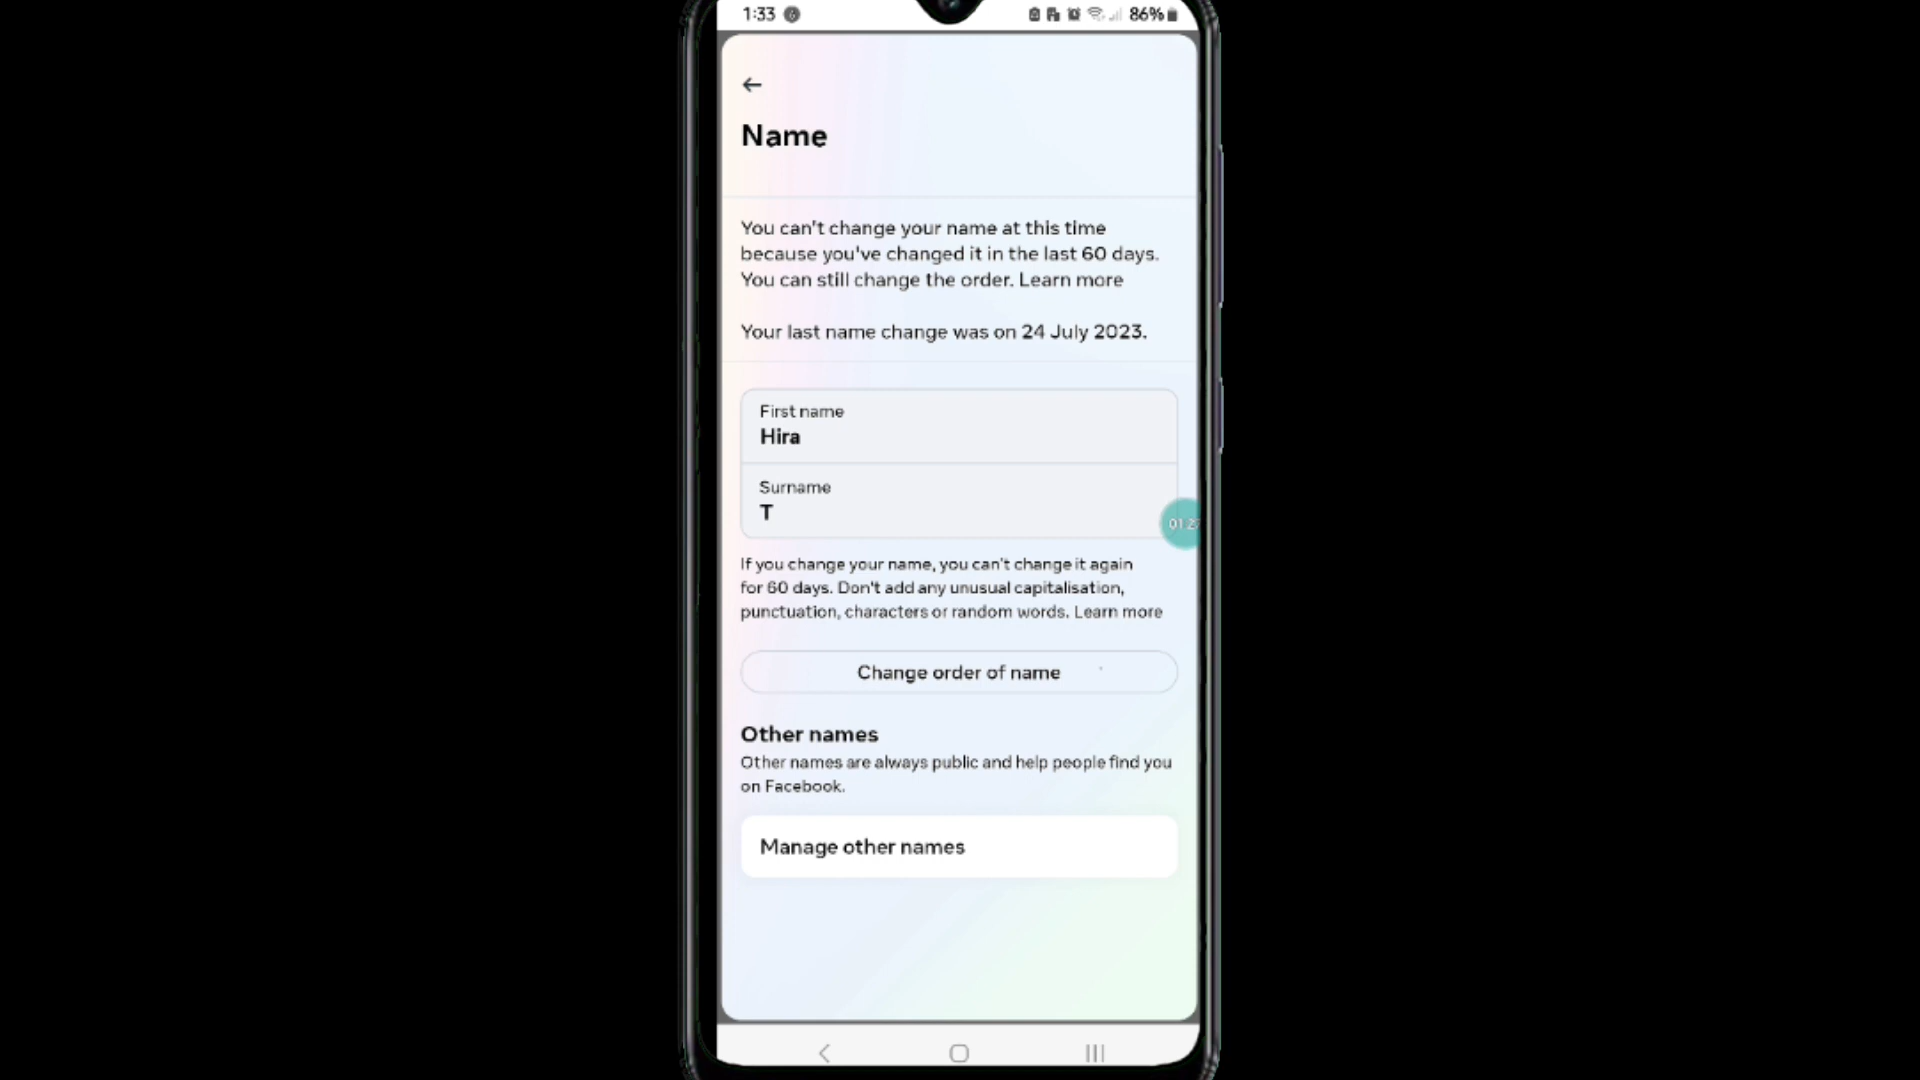 1:33 86%
Name
You can't change your name at this time
because you've changed it in the last 60 days.
You can still change the order. Learn more
Your last name change was on 24 July 2023.
First name
Hira
Surname
T
01:2
If you change your name, you can't change it again
for 60 days. Don't add any unusual capitalisation,
punctuation, characters or random words. Learn more
Change order of name
Other names
Other names are always public and help people find you
on Facebook.
Manage other names